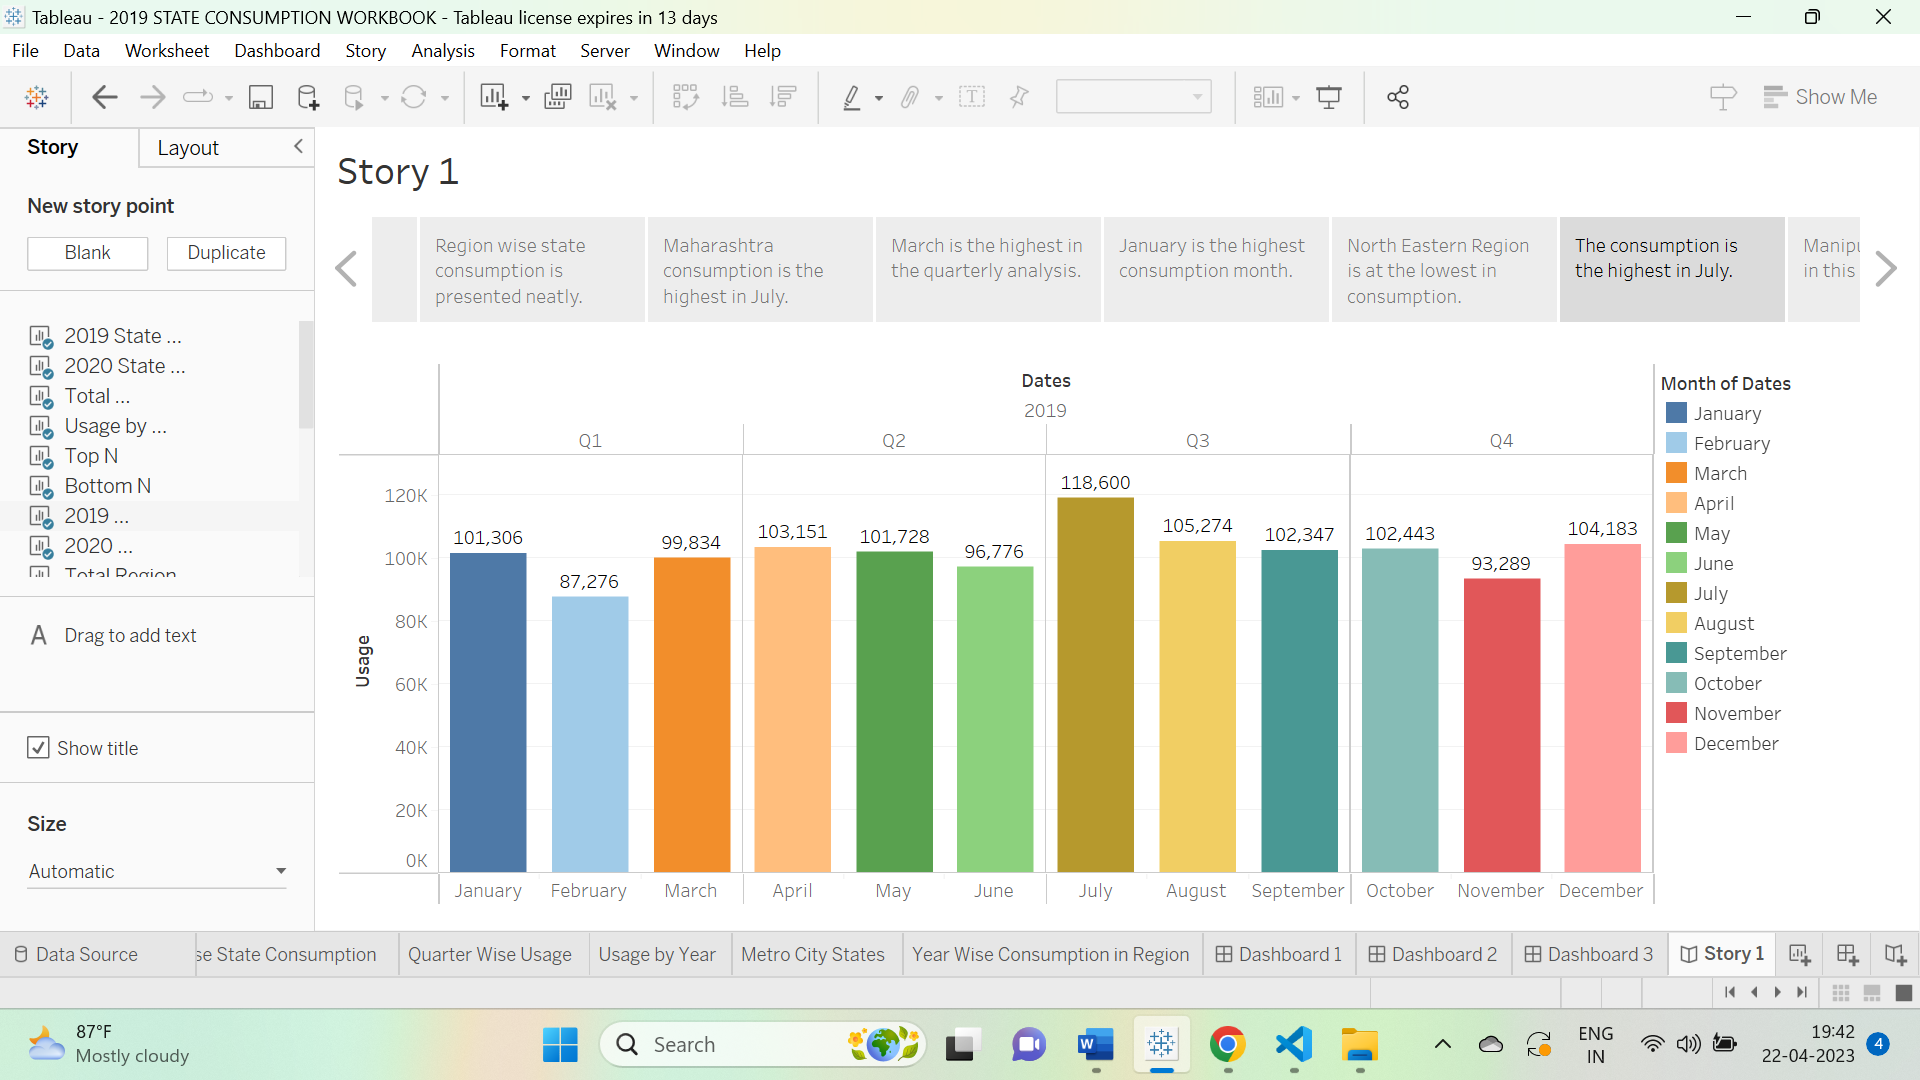 Tableau - 2019 STATE CONSUMPTION WORKBOOK - Tableau license expires in 13 days
File Data Worksheet Dashboard Story Analysis Format Server Window Help
Show Me
Story
Layout
New story point
Blank
Duplicate
2019 State ...
2020 State ...
Total ...
Usage by ...
Top N
Bottom N
2019 ...
2020 ...
Total Region
A Drag to add text
Show title
Size
Automatic
Story 1
Region wise state
consumption is
presented neatly.
Maharashtra
consumption is the
highest in July.
March is the highest in
the quarterly analysis.
January is the highest
consumption month.
North Eastern Region
is at the lowest in
consumption.
The consumption is
the highest in July.
Manipu
in this
Dates
2019
Q1 Q2 Q3 Q4
Usage
120K
100K
80K
60K
40K
20K
0K
101,306
87,276
99,834
103,151
101,728
96,776
118,600
105,274
102,347
102,443
93,289
104,183
January February March April May June July August September October November December
Month of Dates
January
February
March
April
May
June
July
August
September
October
November
December
Data Source
se State Consumption
Quarter Wise Usage
Usage by Year
Metro City States
Year Wise Consumption in Region
Dashboard 1
Dashboard 2
Dashboard 3
Story 1
87°F
Mostly cloudy
Search
W
ENG
IN
19:42
22-04-2023
4